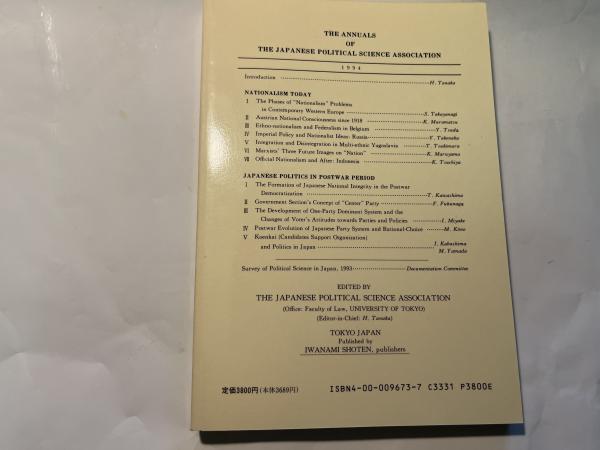 THE ANNUALS
OF
THE JAPANESE POLITICAL SCIENCE ASSOCIATION
1994
Introduction H. Tanaka
NATIONALISM TODAY
I The Phases of "Nationalism" Problems
in Contemporary Western Europe S. Takayanagi
II Austrian National Consciousness since 1918 K. Muramatsu
III Ethno-nationalism and Federalism in Belgium Y. Tsuda
IV Imperial Policy and Nationalist Ideas: Russia Y. Takenaka
V Integration and Disintegration in Multi-ethnic Yugoslavia T. Tsukimura
VI Marxists' Three Future Images on "Nation" K. Maruyama
VII Official Nationalism and After: Indonesia K. Tsuchiya
JAPANESE POLITICS IN POSTWAR PERIOD
I The Formation of Japanese National Integrity in the Postwar
Democratization T. Kanashima
II Government Section's Concept of "Center" Party F. Fukunaga
III The Development of One-Party Dominant System and the
Changes of Voter's Attitudes towards Parties and Policies I. Miyake
IV Postwar Evolution of Japanese Party System and Rational-Choice M. Kono
V Koenkai (Candidates Support Organization)
and Politics in Japan I. Kabashima
M. Yamada
Survey of Political Science in Japan, 1993 Documentation Committee
EDITED BY
THE JAPANESE POLITICAL SCIENCE ASSOCIATION
(Office: Faculty of Law, UNIVERSITY OF TOKYO)
(Editor-in-Chief: H. Tanaka)
TOKYO JAPAN
Published by
IWANAMI SHOTEN, publishers
定価3800円(本体3689円) ISBN4-00-009673-7 C3331 P3800E